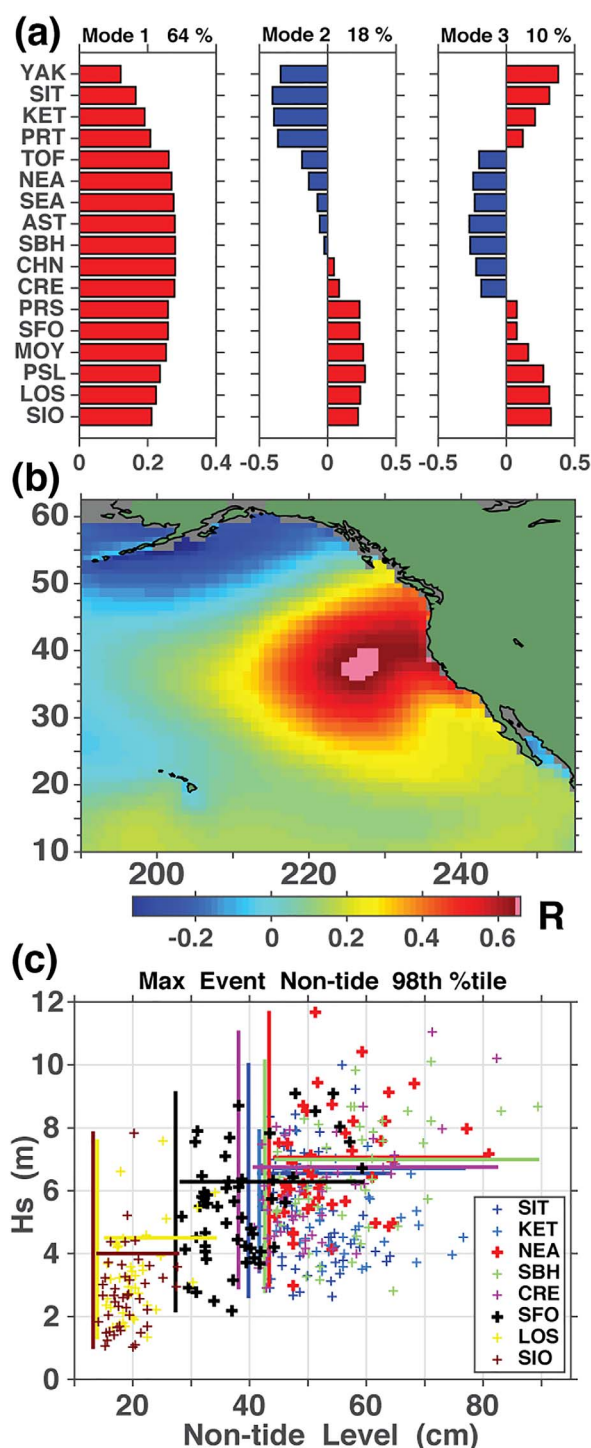 (a) Mode 1 64 % Mode 2 18 % Mode 3 10 %
YAK
SIT
KET
PRT
TOF
NEA
SEA
AST
SBH
CHN
CRE
PRS
SFO
MOY
PSL
LOS
SIO
0 0.2 0.4 -0.5 0 0.5 -0.5 0 0.5
(b)
60
50
40
30
20
10
200 220 240
-0.2 0 0.2 0.4 0.6 R
(c)
Max Event Non-tide 98th %tile
12
10
8
6
4
2
0
Hs (m)
SIT
KET
NEA
SBH
CRE
SFO
LOS
SIO
20 40 60 80
Non-tide Level (cm)